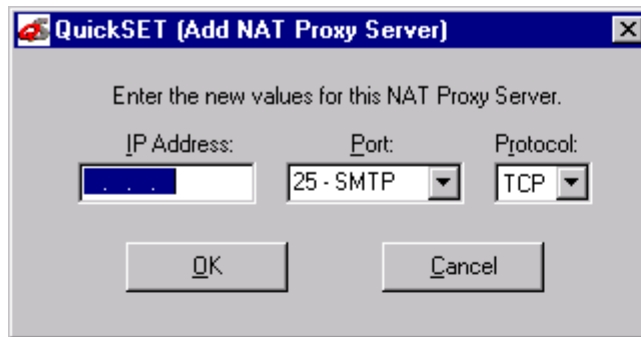 QuickSET (Add NAT Proxy Server)
Enter the new values for this NAT Proxy Server.
IP Address: Port: Protocol:
. . . 25 - SMTP TCP
OK Cancel